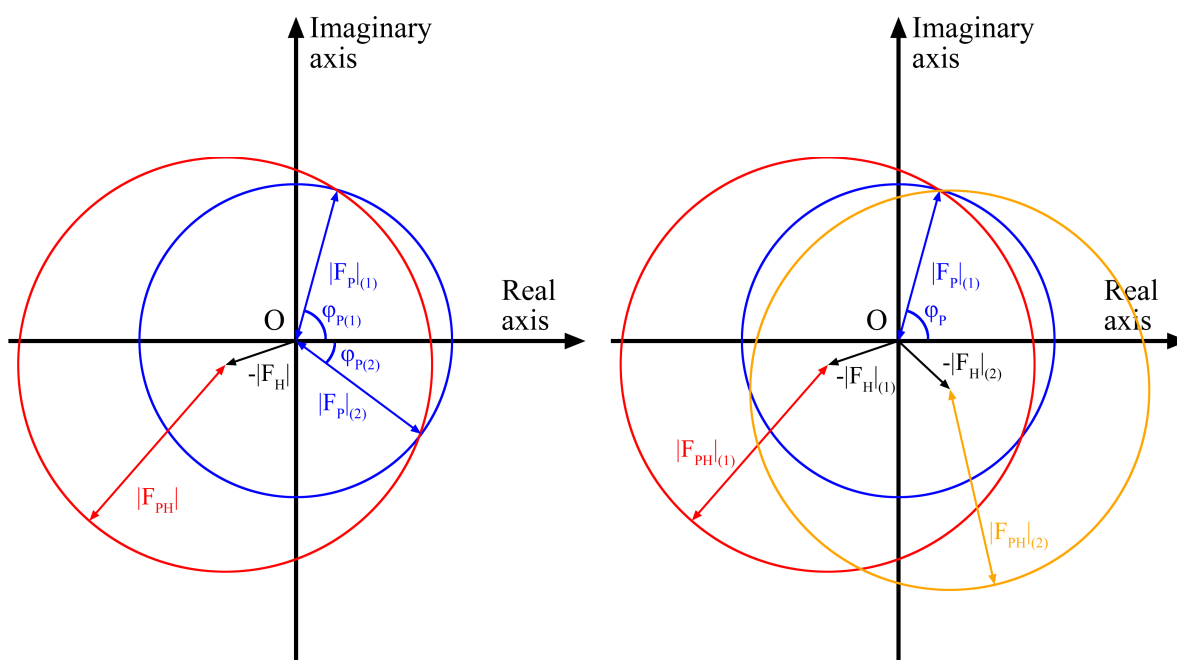 Imaginary
axis
Real
axis
O
|F_P|_(1)
φ_P(1)
φ_P(2)
-|F_H|
|F_P|_(2)
|F_PH|
Imaginary
axis
Real
axis
O
|F_P|_(1)
φ_P
-|F_H|_(1)
-|F_H|_(2)
|F_PH|_(1)
|F_PH|_(2)